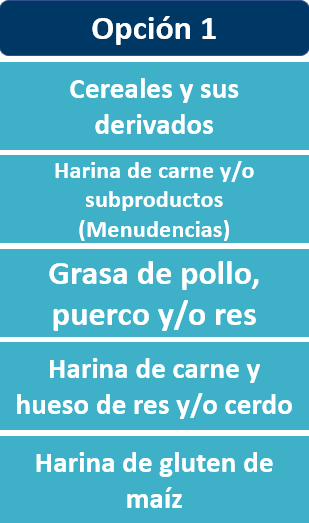 Opción 1
Cereales y sus
derivados
Harina de carne y/o
subproductos
(Menudencias)
Grasa de pollo,
puerco y/o res
Harina de carne y
hueso de res y/o cerdo
Harina de gluten de
maíz